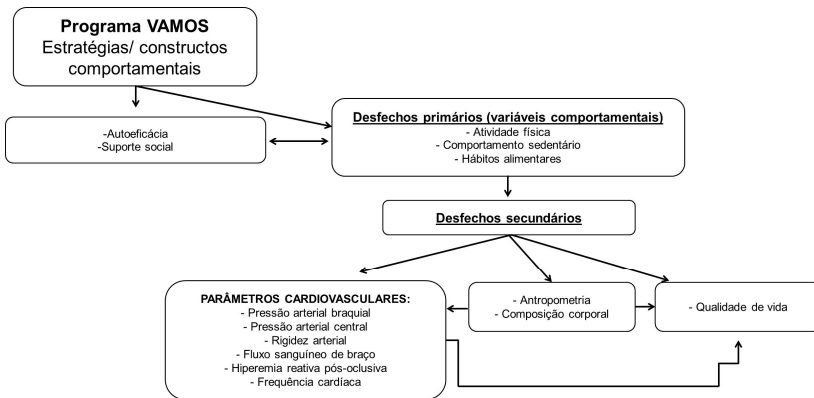 Programa VAMOS
Estratégias/ constructos
comportamentais
-Autoeficácia
-Suporte social
Desfechos primários (variáveis comportamentais)
- Atividade física
- Comportamento sedentário
- Hábitos alimentares
Desfechos secundários
PARÂMETROS CARDIOVASCULARES:
- Pressão arterial braquial
- Pressão arterial central
- Rigidez arterial
- Fluxo sanguíneo de braço
- Hiperemia reativa pós-oclusiva
- Frequência cardíaca
- Antropometria
- Composição corporal
- Qualidade de vida